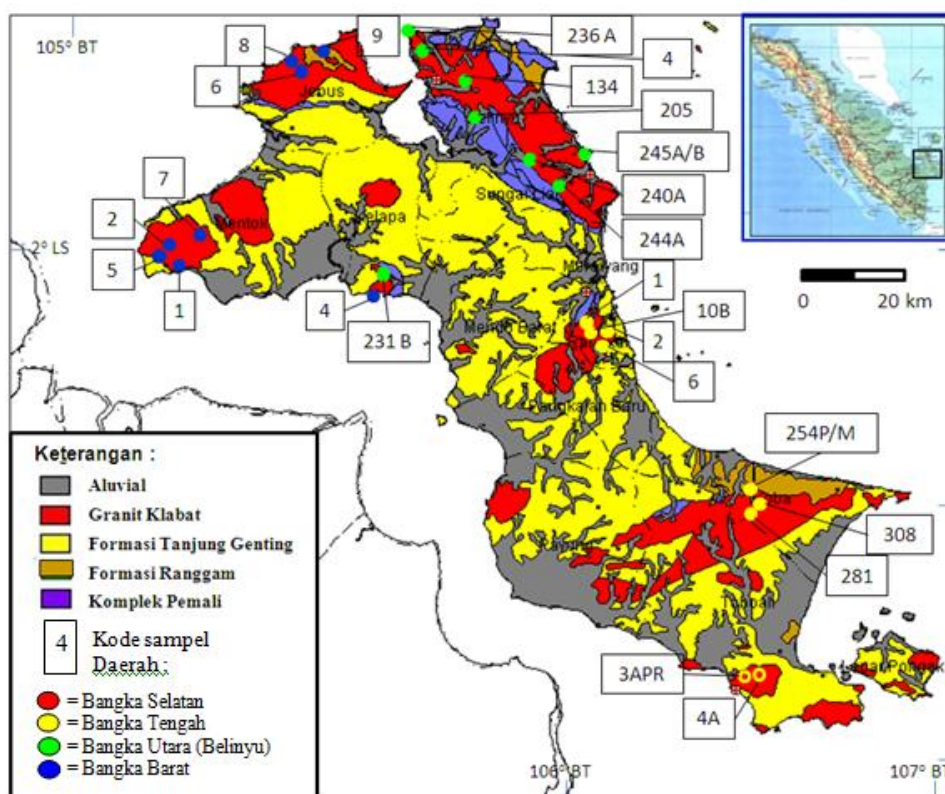 105° BT
8
9
236 A
4
6
134
Jebus
205
245A/B
7
240A
2
Mentok
244A
2° LS
5
1
4
231 B
1
10B
2
6
0 20 km
254P/M
308
281
3APR
4A
106° BT
107° BT
Keterangan :
Aluvial
Granit Klabat
Formasi Tanjung Genting
Formasi Ranggam
Komplek Pemali
4 Kode sampel
Daerah :
= Bangka Selatan
= Bangka Tengah
= Bangka Utara (Belinyu)
= Bangka Barat